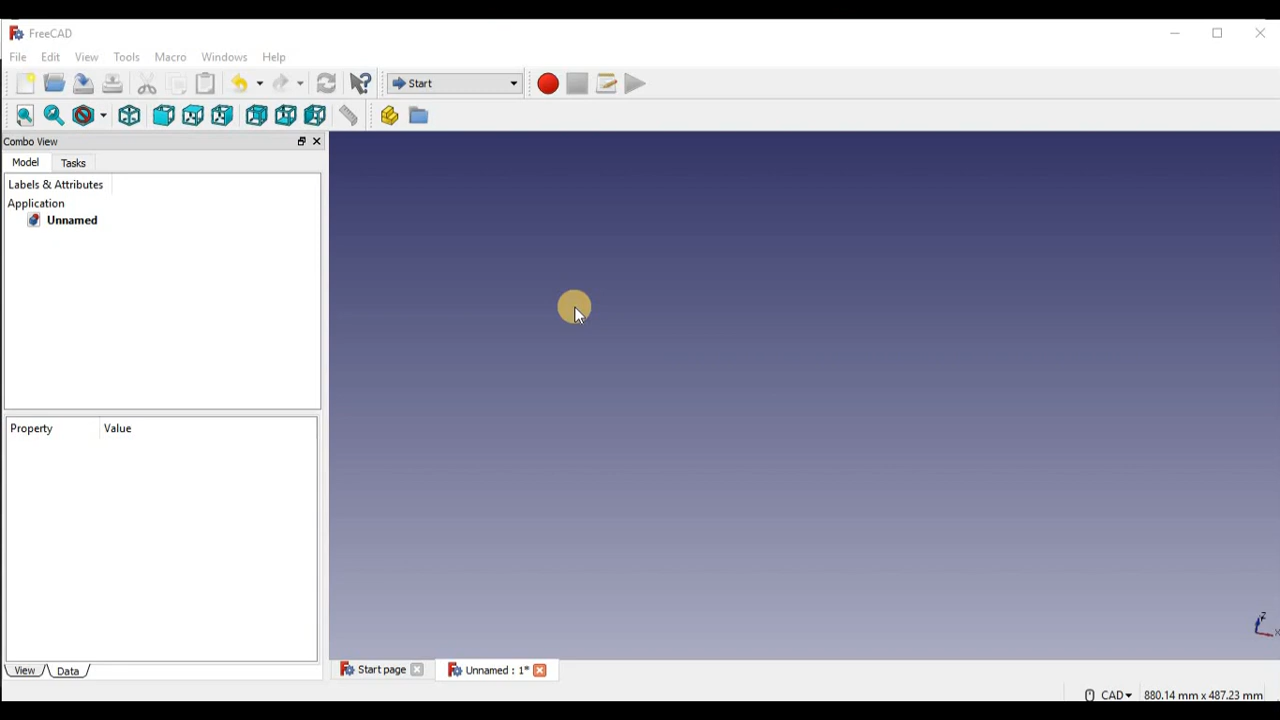 FreeCAD
File Edit View Tools Macro Windows Help
Start
Combo View
Model Tasks
Labels & Attributes
Application
Unnamed
Property Value
Z
X
View Data
Start page Unnamed : 1*
CAD 880.14 mm x 487.23 mm